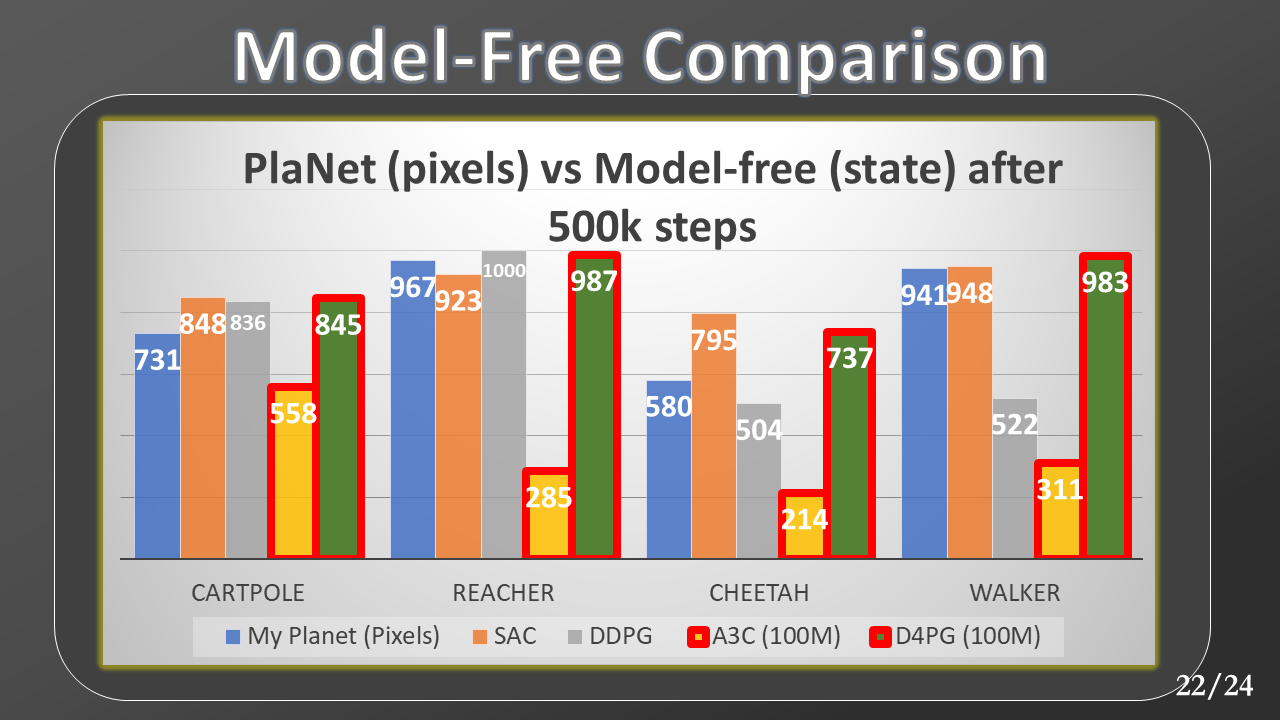 Model-Free Comparison
PlaNet (pixels) vs Model-free (state) after
500k steps
731 848 836 558 845
967 923 1000 285 987
580 795 504 214 737
941 948 522 311 983
CARTPOLE REACHER CHEETAH WALKER
My Planet (Pixels) SAC DDPG A3C (100M) D4PG (100M)
22/24